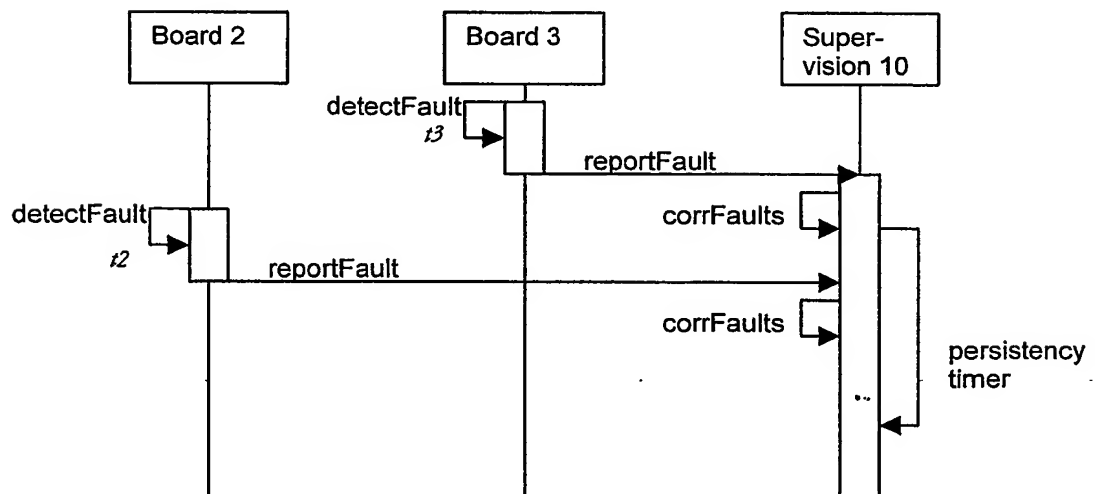 Board 2
Board 3
Super-
vision 10
detectFault
t3
reportFault
detectFault
t2
corrFaults
reportFault
corrFaults
persistency
timer